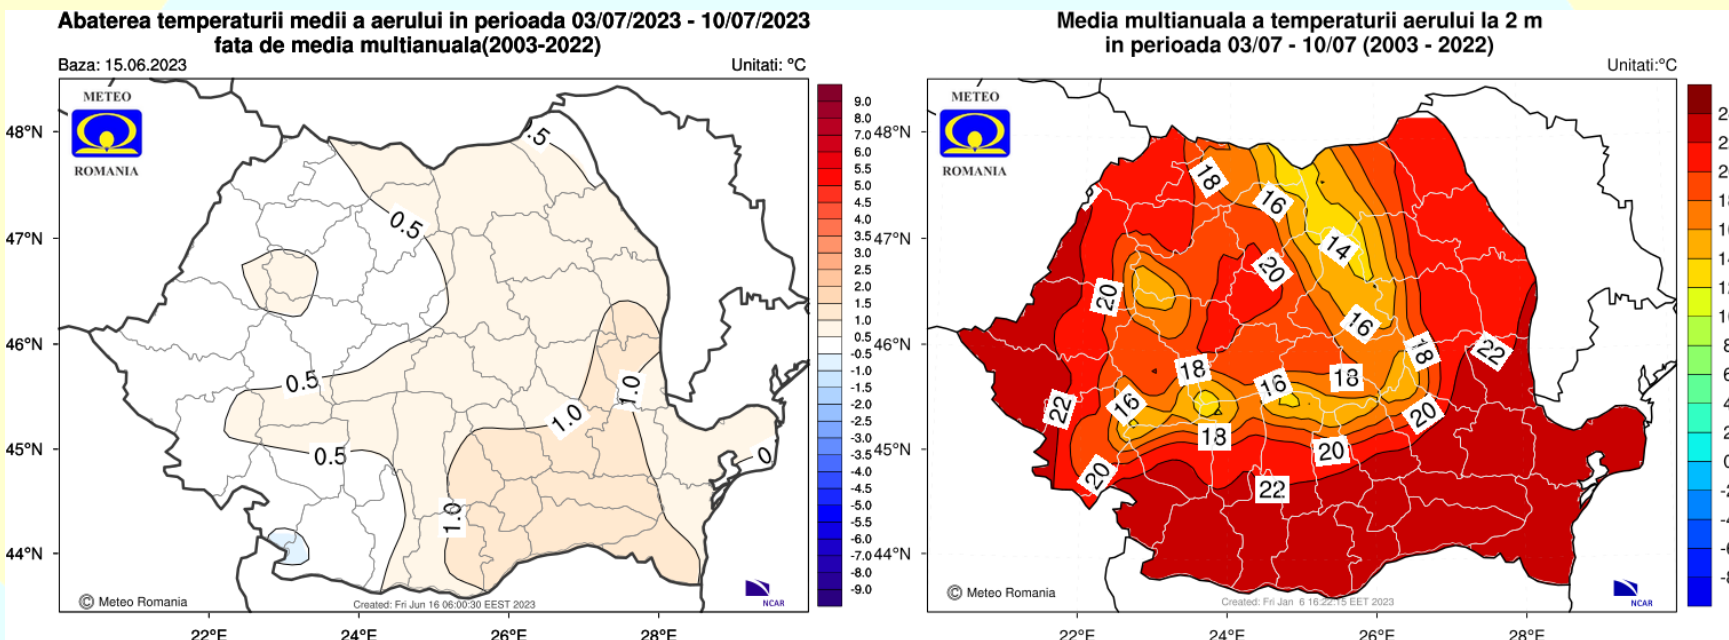 Abaterea temperaturii medii a aerului in perioada 03/07/2023 - 10/07/2023
fata de media multianuala(2003-2022)
Baza: 15.06.2023
Unitati: °C
METEO
ROMANIA
48°N
47°N
46°N
45°N
44°N
.5
0.5
0.5
0.5
1.0
1.0
1.0
0
9.0
8.0
7.0
6.0
5.5
5.0
4.5
4.0
3.5
3.0
2.5
2.0
1.5
1.0
0.5
-0.5
-1.0
-1.5
-2.0
-2.5
-3.0
-3.5
-4.0
-4.5
-5.0
-5.5
-6.0
-7.0
-8.0
-9.0
© Meteo Romania
Created: Fri Jun 16 06:00:30 EEST 2023
NCAR
22°E 24°E 26°E 28°E
Media multianuala a temperaturii aerului la 2 m
in perioada 03/07 - 10/07 (2003 - 2022)
Unitati:°C
METEO
ROMANIA
48°N
47°N
46°N
45°N
44°N
18
16
14
20
20
16
18
22
18
16
18
16
22
20
18
20
20
22
© Meteo Romania
Created: Fri Jan 6 16:22:15 EET 2023
NCAR
22°E 24°E 26°E 28°E